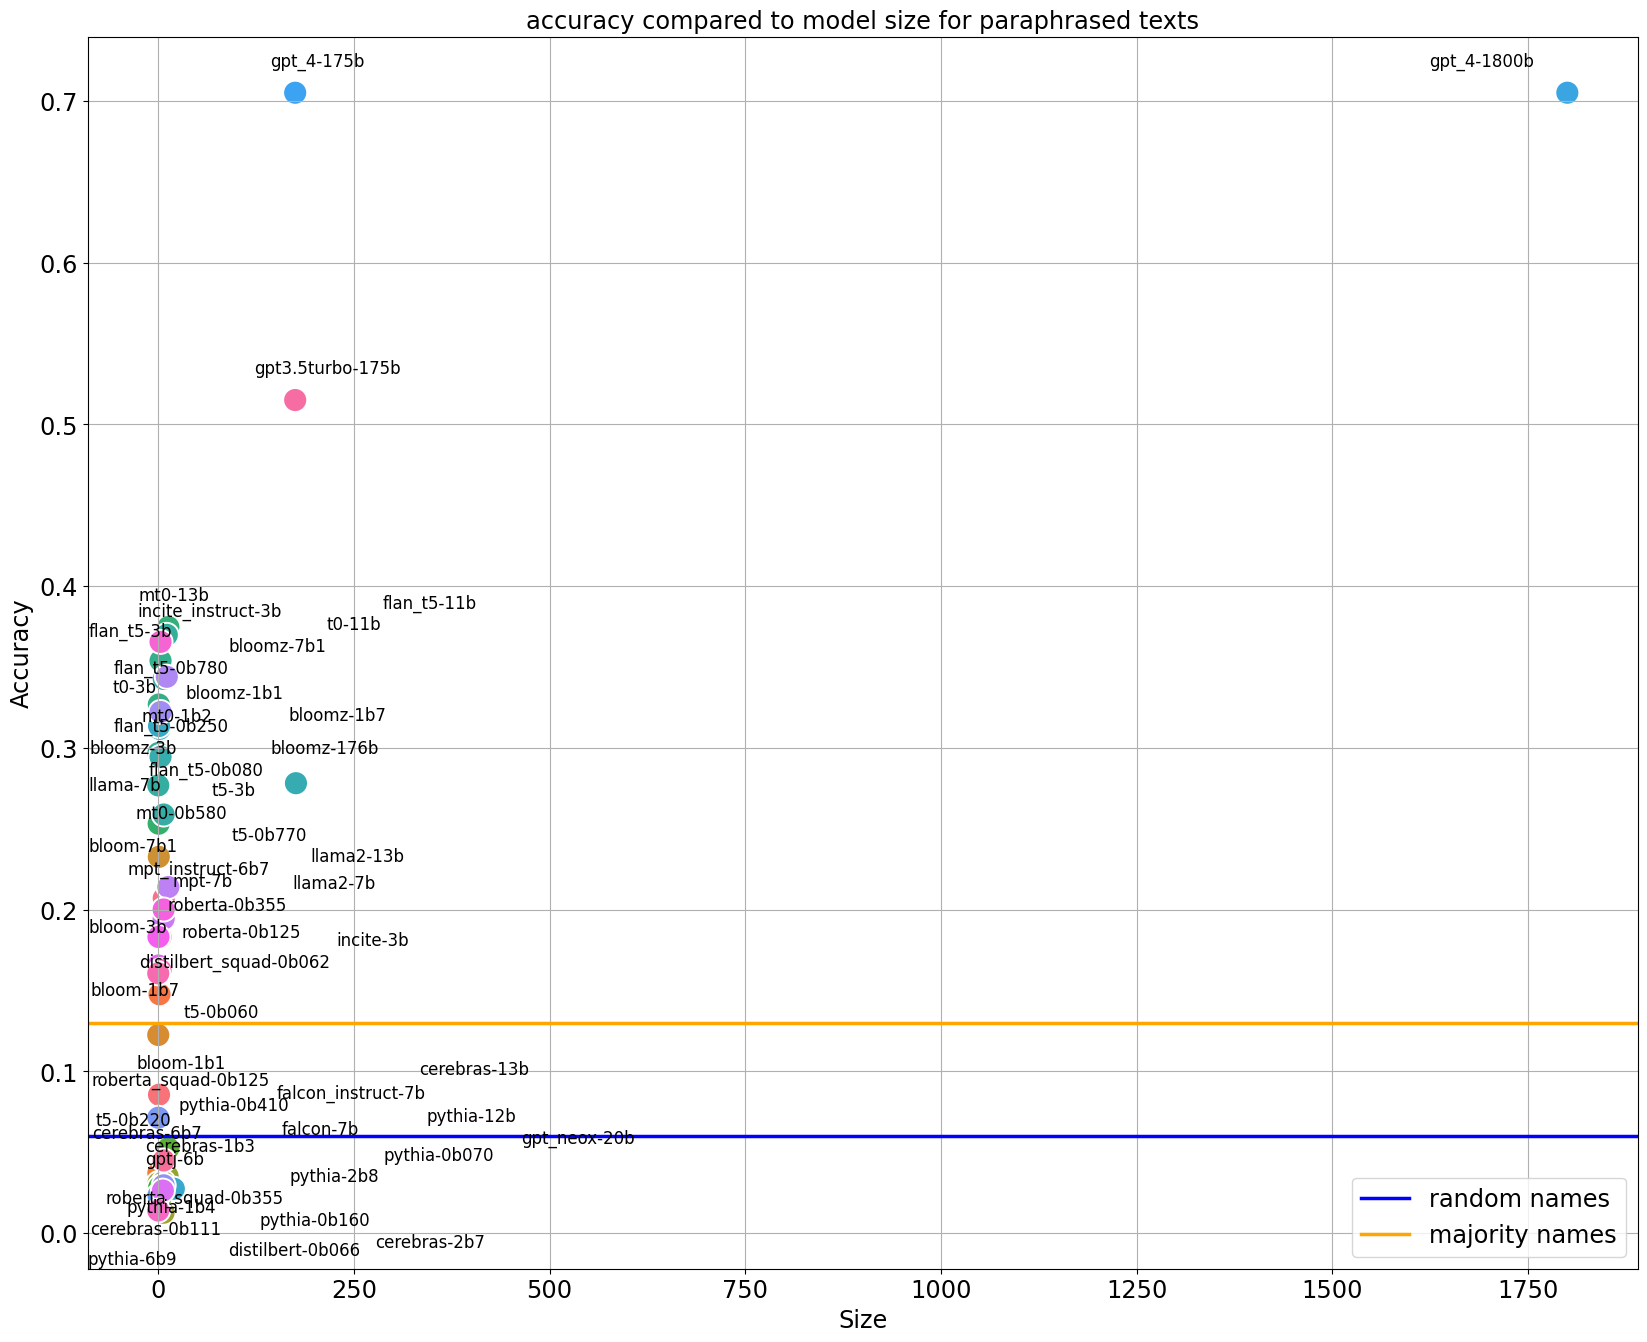 accuracy compared to model size for paraphrased texts
gpt_4-175b
gpt_4-1800b
0.7
0.6
gpt3.5turbo-175b
0.5
0.4
mt0-13b
flan_t5-11b
incite_instruct-3b
t0-11b
flan_t5-3b
bloomz-7b1
flan_t5-0b780
t0-3b
bloomz-1b1
mt0-1b2
bloomz-1b7
flan_t5-0b250
0.3
bloomz-3b
bloomz-176b
flan_t5-0b080
llama-7b
t5-3b
mt0-0b580
t5-0b770
bloom-7b1
llama2-13b
mpt_instruct-6b7
mpt-7b
llama2-7b
0.2
roberta-0b355
bloom-3b
roberta-0b125
incite-3b
distilbert_squad-0b062
bloom-1b7
t5-0b060
0.1
bloom-1b1
cerebras-13b
roberta_squad-0b125
falcon_instruct-7b
pythia-0b410
t5-0b220
pythia-12b
cerebras-6b7
falcon-7b
gpt_neox-20b
cerebras-1b3
gptj-6b
pythia-0b070
pythia-2b8
roberta_squad-0b355
pythia-1b4
pythia-0b160
cerebras-0b111
0.0
cerebras-2b7
distilbert-0b066
pythia-6b9
random names
majority names
0
250
500
750
1000
1250
1500
1750
Size
Accuracy